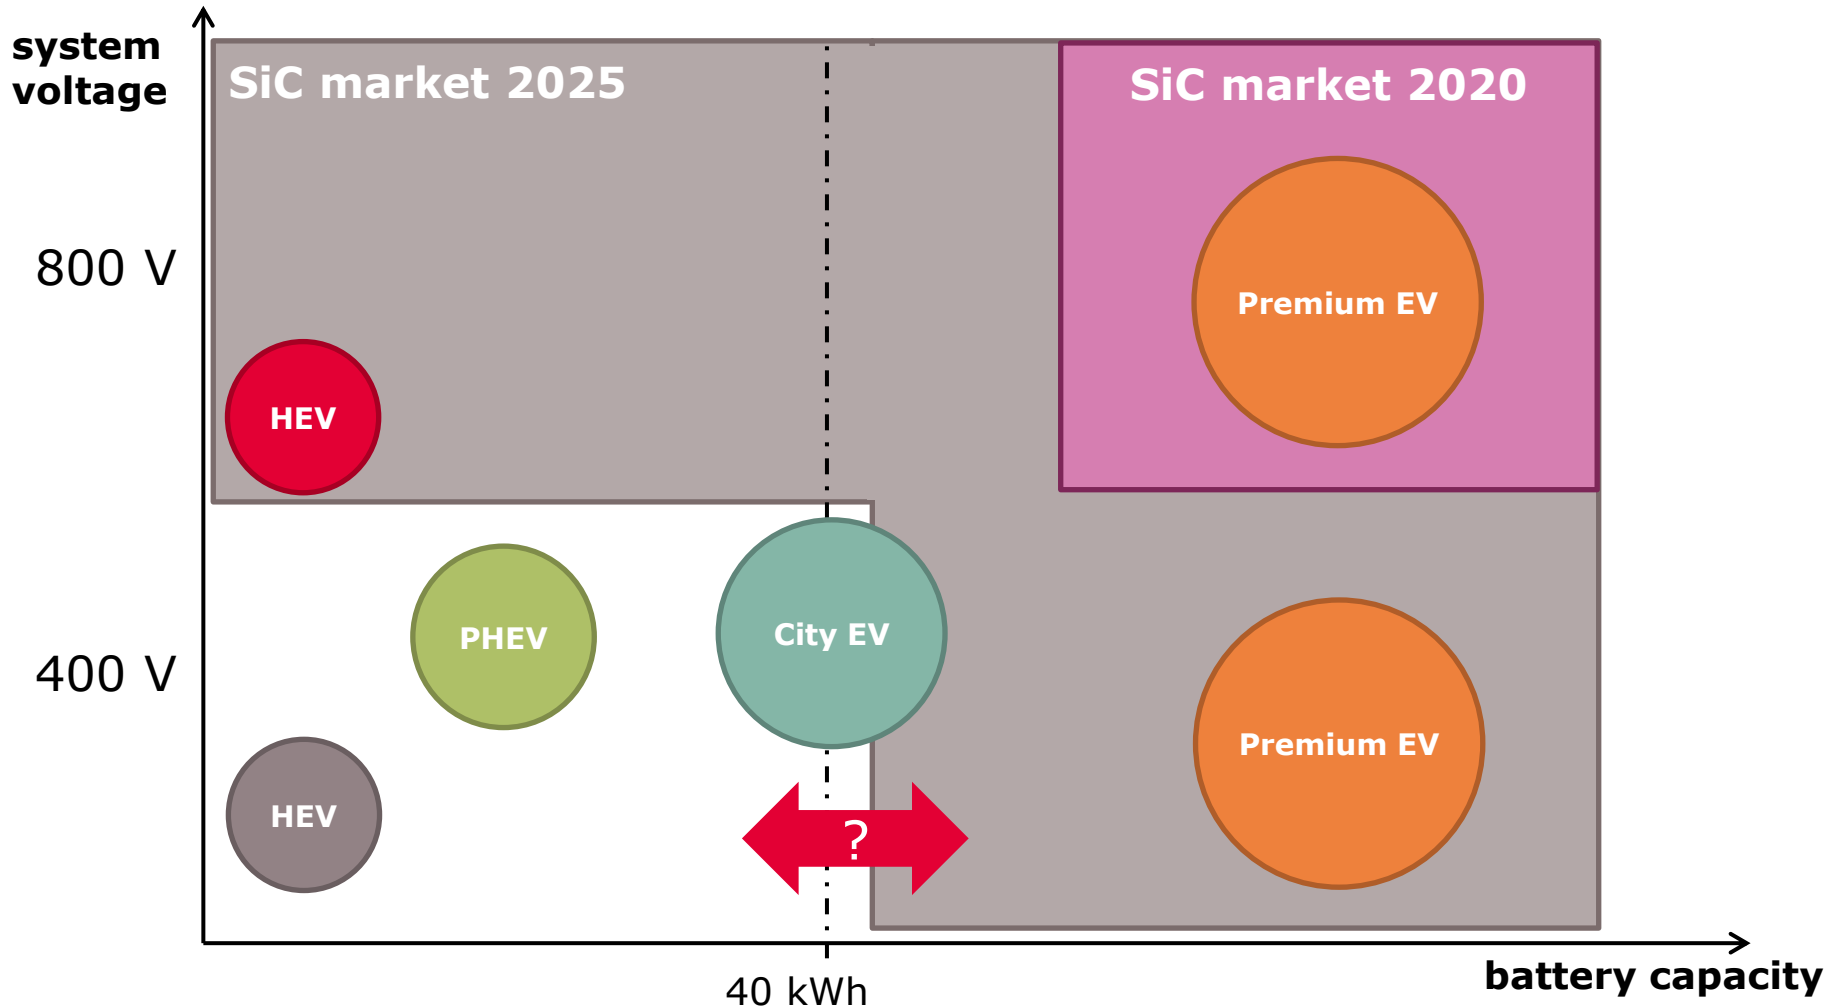 system
voltage
SiC market 2025
SiC market 2020
800 V
Premium EV
HEV
PHEV
City EV
400 V
Premium EV
HEV
?
40 kWh
battery capacity